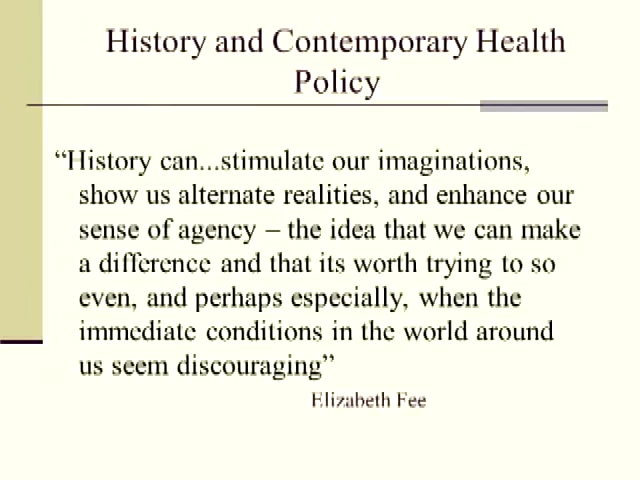 History and Contemporary Health
Policy
“History can...stimulate our imaginations,
show us alternate realities, and enhance our
sense of agency – the idea that we can make
a difference and that its worth trying to so
even, and perhaps especially, when the
immediate conditions in the world around
us seem discouraging”
Elizabeth Fee